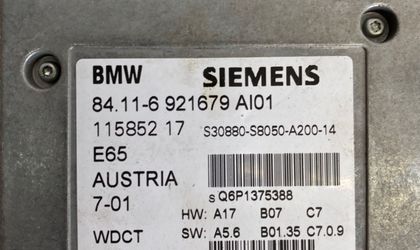 BMW SIEMENS
84.11-6 921679 AI01
115852 17 S30880-S8050-A200-14
E65
AUSTRIA
S Q6P1375388
7-01 HW: A17 B07 C7
WDCT SW: A5.6 B01.35 C7.0.9